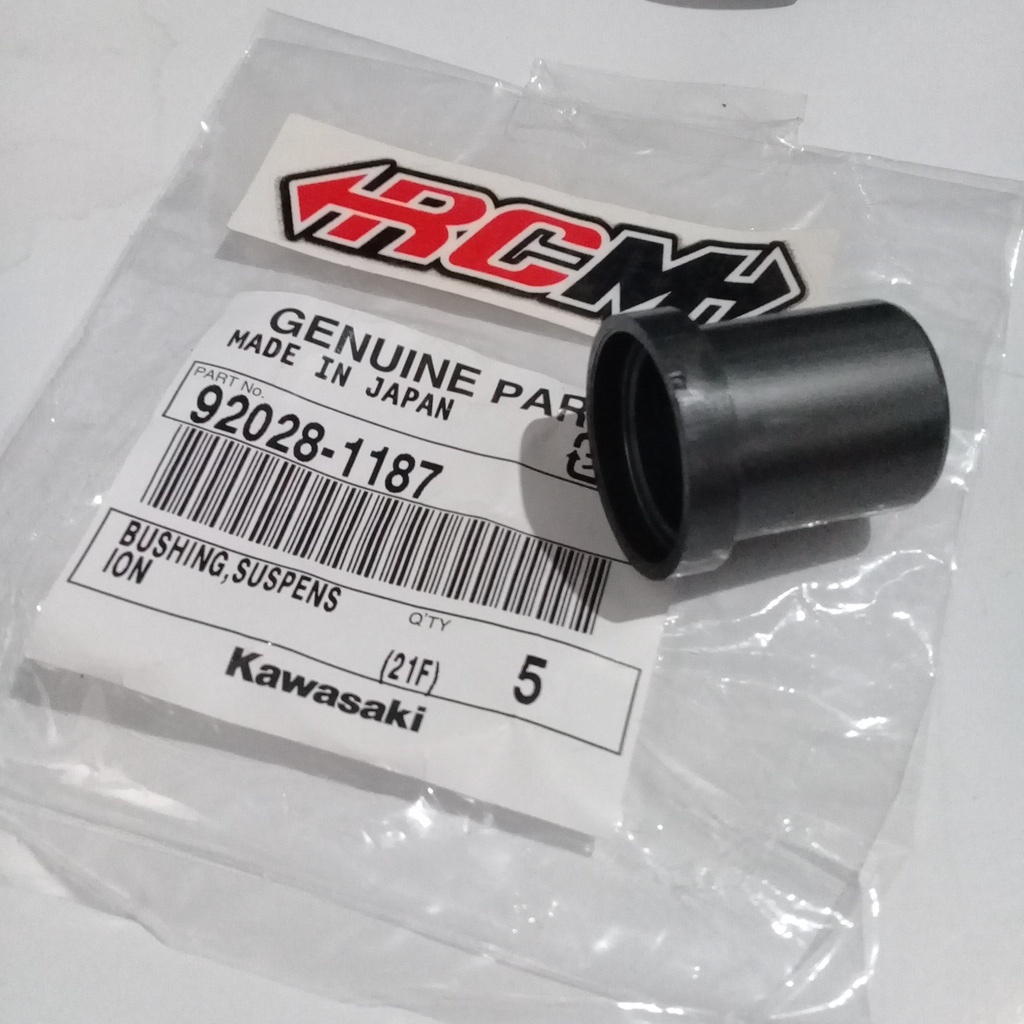 RCM
GENUINE PAR
MADE IN JAPAN
PART No.
92028-1187
BUSHING,SUSPENS
ION
Q'TY
(21F)
5
Kawasaki